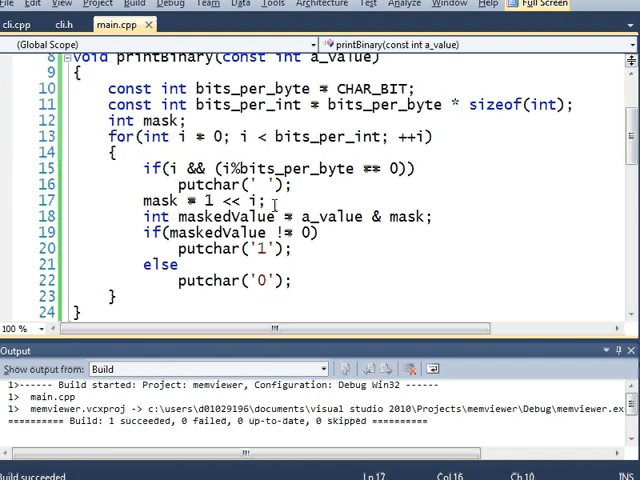 File Edit View Project Build Debug Team Data Tools Architecture Test Analyze Window Help Full Screen
cli.cpp cli.h main.cpp
(Global Scope) printBinary(const int a_value)
8 void printBinary(const int a_value)
9 {
10 const int bits_per_byte = CHAR_BIT;
11 const int bits_per_int = bits_per_byte * sizeof(int);
12 int mask;
13 for(int i = 0; i < bits_per_int; ++i)
14 {
15 if(i && (i%bits_per_byte == 0))
16 putchar(' ');
17 mask = 1 << i;
18 int maskedValue = a_value & mask;
19 if(maskedValue != 0)
20 putchar('1');
21 else
22 putchar('0');
23 }
24 }
100 %
Output
Show output from: Build
1>------ Build started: Project: memviewer, Configuration: Debug Win32 ------
1> main.cpp
1> memviewer.vcxproj -> c:\users\d01029196\documents\visual studio 2010\Projects\memviewer\Debug\memviewer.ex
========== Build: 1 succeeded, 0 failed, 0 up-to-date, 0 skipped ==========
Build succeeded Ln 17 Col 16 Ch 10 INS